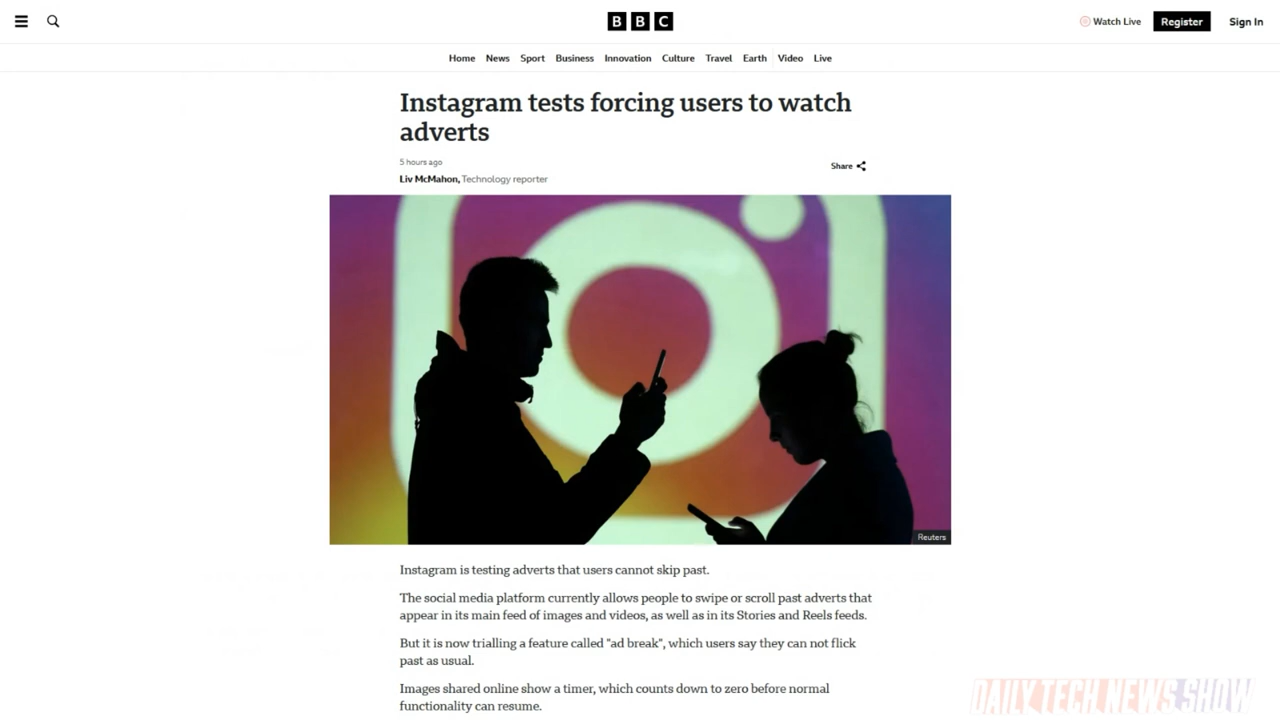 BBC
Watch Live
Register
Sign In
Home News Sport Business Innovation Culture Travel Earth Video Live
Instagram tests forcing users to watch
adverts
5 hours ago
Share
Liv McMahon, Technology reporter
Reuters
Instagram is testing adverts that users cannot skip past.
The social media platform currently allows people to swipe or scroll past adverts that
appear in its main feed of images and videos, as well as in its Stories and Reels feeds.
But it is now trialling a feature called "ad break", which users say they can not flick
past as usual.
Images shared online show a timer, which counts down to zero before normal
functionality can resume.
DAILY TECH NEWS SHOW